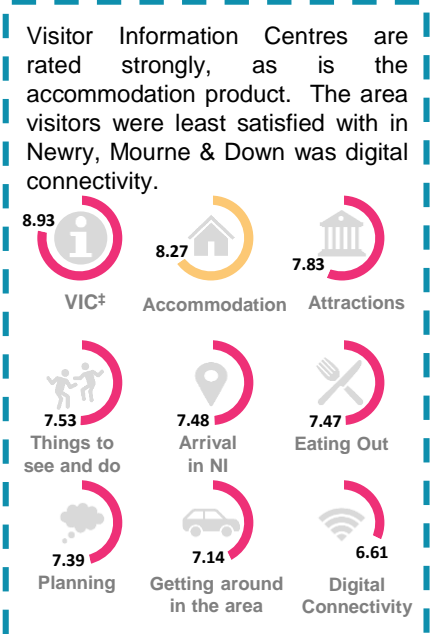 Visitor Information Centres are
rated strongly, as is the
accommodation product. The area
visitors were least satisfied with in
Newry, Mourne & Down was digital
connectivity.
8.93
8.27
7.83
VIC‡
Accommodation
Attractions
7.53
7.48
7.47
Things to
see and do
Arrival
in NI
Eating Out
7.39
7.14
6.61
Planning
Getting around
in the area
Digital
Connectivity